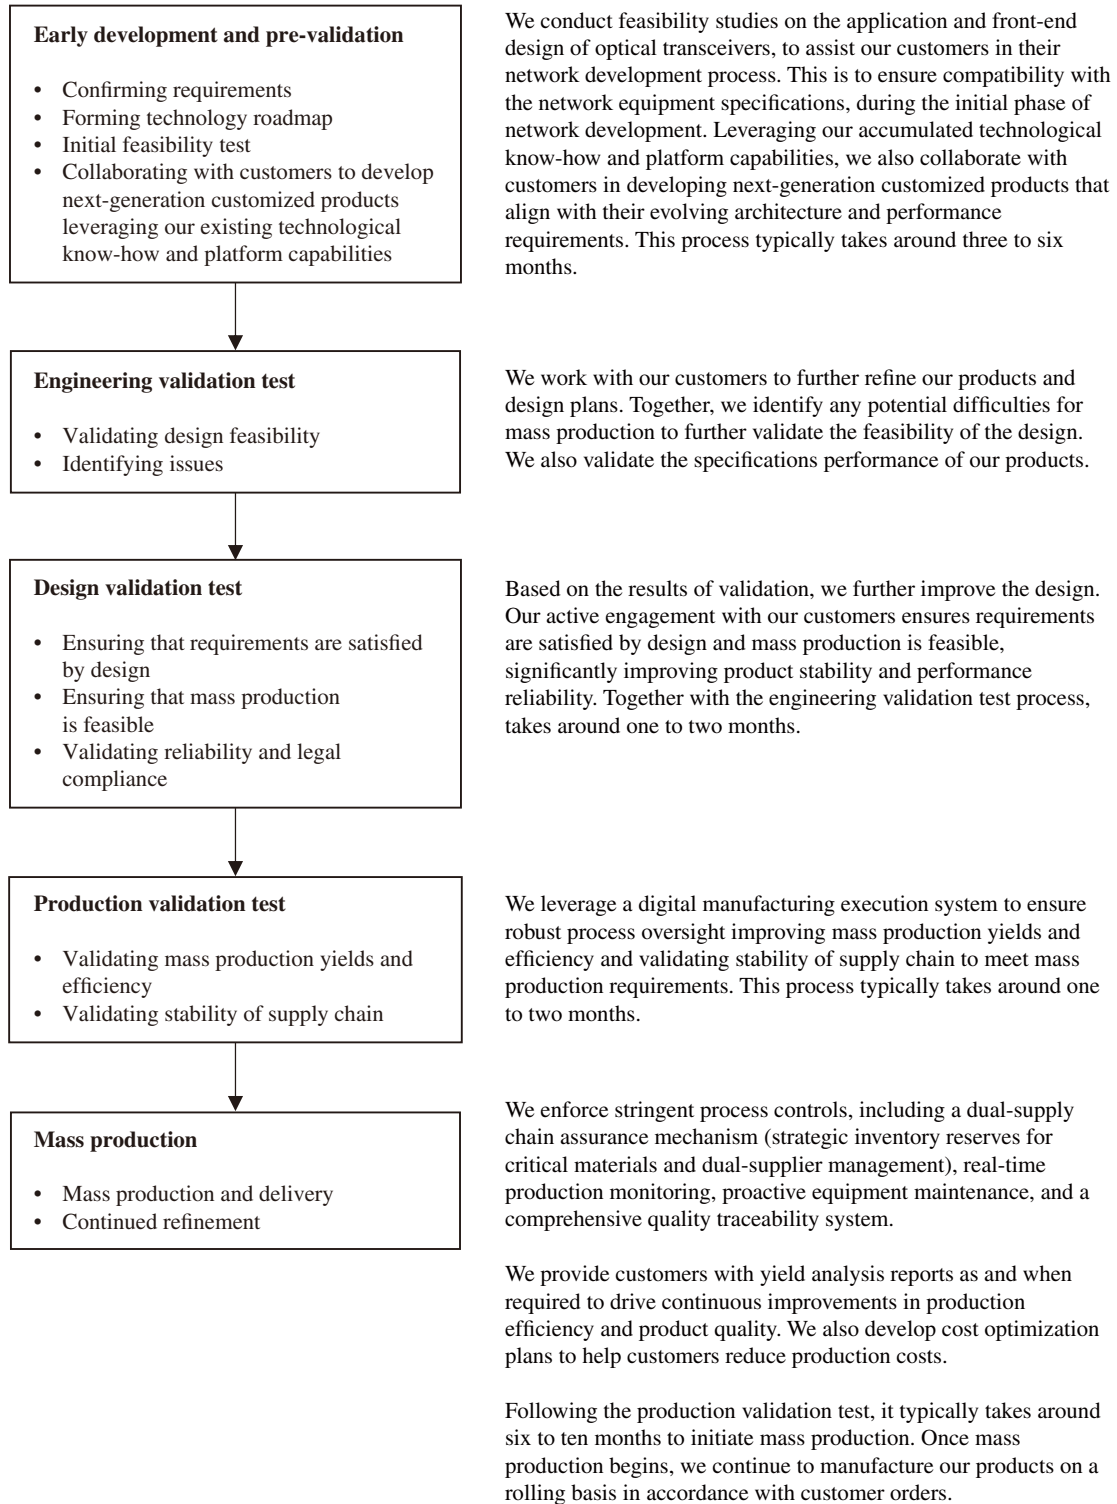 Early development and pre-validation
• Confirming requirements
• Forming technology roadmap
• Initial feasibility test
• Collaborating with customers to develop
next-generation customized products
leveraging our existing technological
know-how and platform capabilities
We conduct feasibility studies on the application and front-end
design of optical transceivers, to assist our customers in their
network development process. This is to ensure compatibility with
the network equipment specifications, during the initial phase of
network development. Leveraging our accumulated technological
know-how and platform capabilities, we also collaborate with
customers in developing next-generation customized products that
align with their evolving architecture and performance
requirements. This process typically takes around three to six
months.
Engineering validation test
• Validating design feasibility
• Identifying issues
We work with our customers to further refine our products and
design plans. Together, we identify any potential difficulties for
mass production to further validate the feasibility of the design.
We also validate the specifications performance of our products.
Design validation test
• Ensuring that requirements are satisfied
by design
• Ensuring that mass production
is feasible
• Validating reliability and legal
compliance
Based on the results of validation, we further improve the design.
Our active engagement with our customers ensures requirements
are satisfied by design and mass production is feasible,
significantly improving product stability and performance
reliability. Together with the engineering validation test process,
takes around one to two months.
Production validation test
• Validating mass production yields and
efficiency
• Validating stability of supply chain
We leverage a digital manufacturing execution system to ensure
robust process oversight improving mass production yields and
efficiency and validating stability of supply chain to meet mass
production requirements. This process typically takes around one
to two months.
Mass production
• Mass production and delivery
• Continued refinement
We enforce stringent process controls, including a dual-supply
chain assurance mechanism (strategic inventory reserves for
critical materials and dual-supplier management), real-time
production monitoring, proactive equipment maintenance, and a
comprehensive quality traceability system.
We provide customers with yield analysis reports as and when
required to drive continuous improvements in production
efficiency and product quality. We also develop cost optimization
plans to help customers reduce production costs.
Following the production validation test, it typically takes around
six to ten months to initiate mass production. Once mass
production begins, we continue to manufacture our products on a
rolling basis in accordance with customer orders.